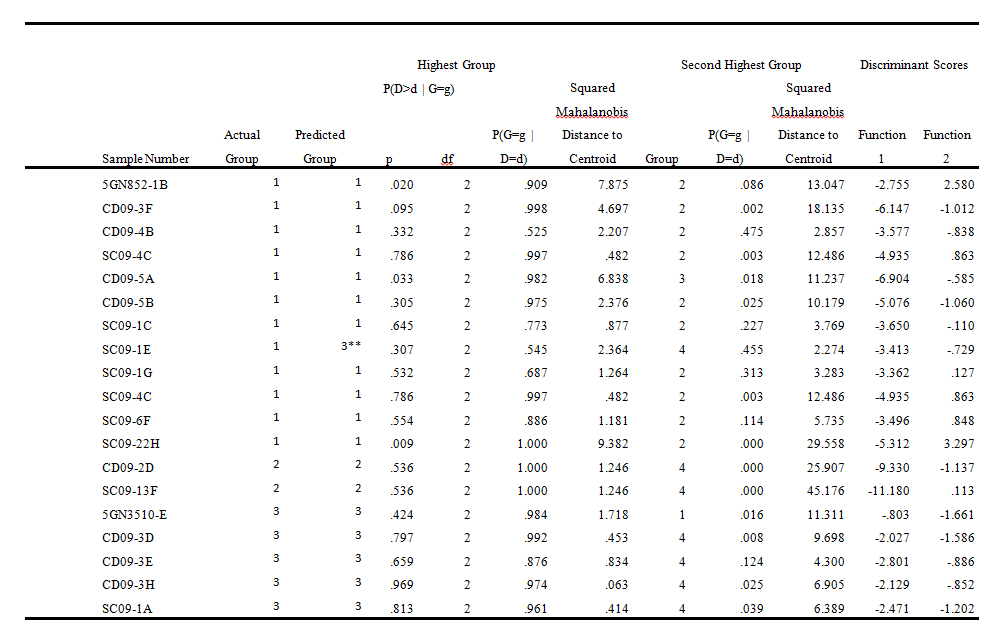 Highest Group Second Highest Group Discriminant Scores
P(D>d | G=g) Squared Squared
Mahalanobis Mahalanobis
Actual Predicted P(G=g | Distance to P(G=g | Distance to Function Function
Sample Number Group Group p df D=d) Centroid Group D=d) Centroid 1 2
5GN852-1B 1 1 .020 2 .909 7.875 2 .086 13.047 -2.755 2.580
CD09-3F 1 1 .095 2 .998 4.697 2 .002 18.135 -6.147 -1.012
CD09-4B 1 1 .332 2 .525 2.207 2 .475 2.857 -3.577 -.838
SC09-4C 1 1 .786 2 .997 .482 2 .003 12.486 -4.935 .863
CD09-5A 1 1 .033 2 .982 6.838 3 .018 11.237 -6.904 -.585
CD09-5B 1 1 .305 2 .975 2.376 2 .025 10.179 -5.076 -1.060
SC09-1C 1 1 .645 2 .773 .877 2 .227 3.769 -3.650 -.110
SC09-1E 1 3** .307 2 .545 2.364 4 .455 2.274 -3.413 -.729
SC09-1G 1 1 .532 2 .687 1.264 2 .313 3.283 -3.362 .127
SC09-4C 1 1 .786 2 .997 .482 2 .003 12.486 -4.935 .863
SC09-6F 1 1 .554 2 .886 1.181 2 .114 5.735 -3.496 .848
SC09-22H 1 1 .009 2 1.000 9.382 2 .000 29.558 -5.312 3.297
CD09-2D 2 2 .536 2 1.000 1.246 4 .000 25.907 -9.330 -1.137
SC09-13F 2 2 .536 2 1.000 1.246 4 .000 45.176 -11.180 .113
5GN3510-E 3 3 .424 2 .984 1.718 1 .016 11.311 -.803 -1.661
CD09-3D 3 3 .797 2 .992 .453 4 .008 9.698 -2.027 -1.586
CD09-3E 3 3 .659 2 .876 .834 4 .124 4.300 -2.801 -.886
CD09-3H 3 3 .969 2 .974 .063 4 .025 6.905 -2.129 -.852
SC09-1A 3 3 .813 2 .961 .414 4 .039 6.389 -2.471 -1.202